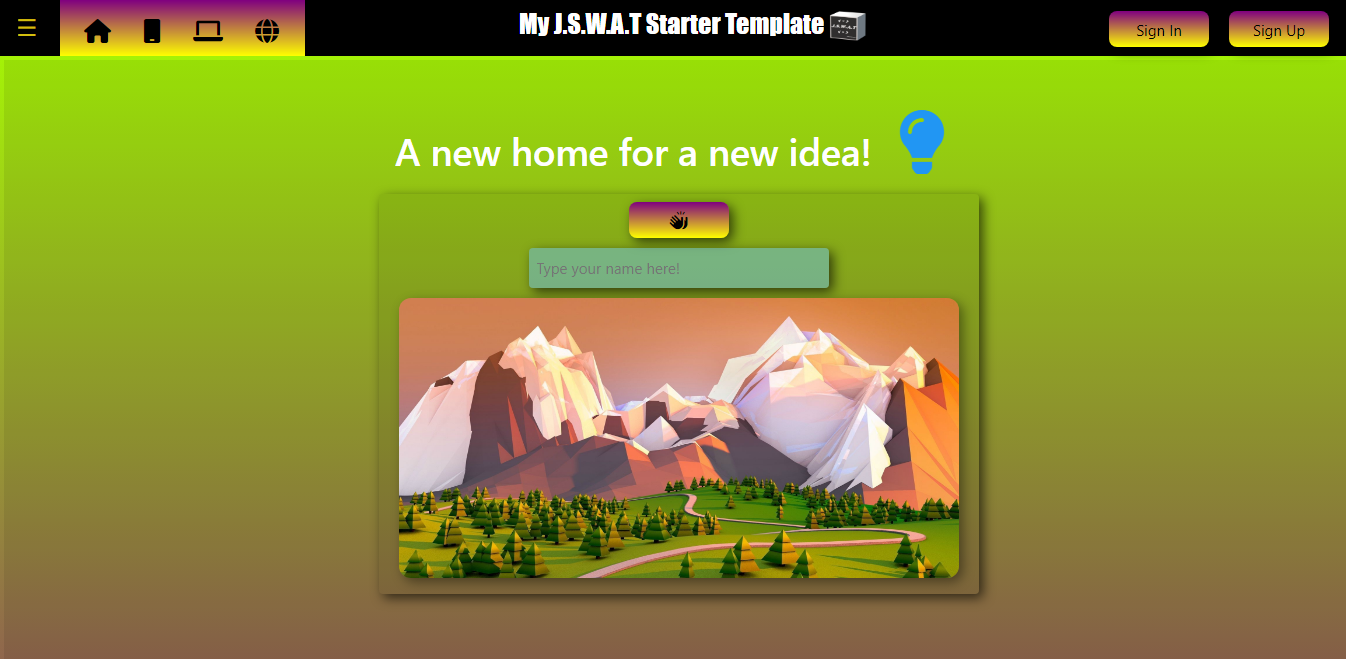 My J.S.W.A.T Starter Template
J.S.W.A.T
Sign In
Sign Up
A new home for a new idea!
Type your name here!